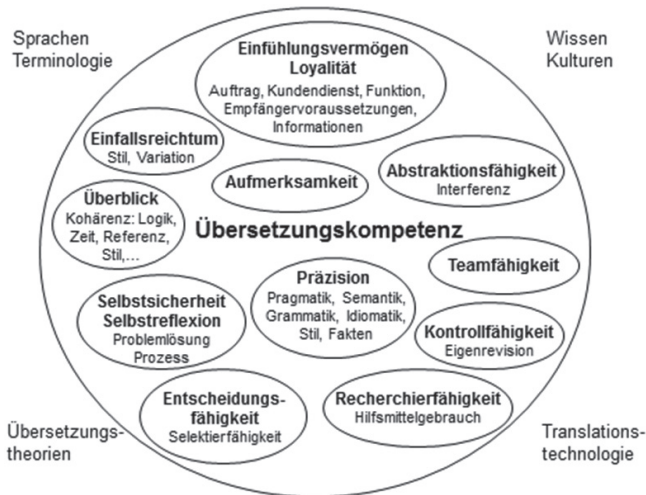 Sprachen
Terminologie
Wissen
Kulturen
Einfühlungsvermögen
Loyalität
Auftrag, Kundendienst, Funktion,
Empfängervoraussetzungen,
Informationen
Einfallsreichtum
Stil, Variation
Aufmerksamkeit
Abstraktionsfähigkeit
Interferenz
Überblick
Kohärenz: Logik,
Zeit, Referenz,
Stil,...
Übersetzungskompetenz
Teamfähigkeit
Präzision
Pragmatik, Semantik,
Grammatik, Idiomatik,
Stil, Fakten
Selbstsicherheit
Selbstreflexion
Problemlösung
Prozess
Kontrollfähigkeit
Eigenrevision
Entscheidungs-
fähigkeit
Selektierfähigkeit
Recherchierfähigkeit
Hilfsmittelgebrauch
Übersetzungs-
theorien
Translations-
technologie